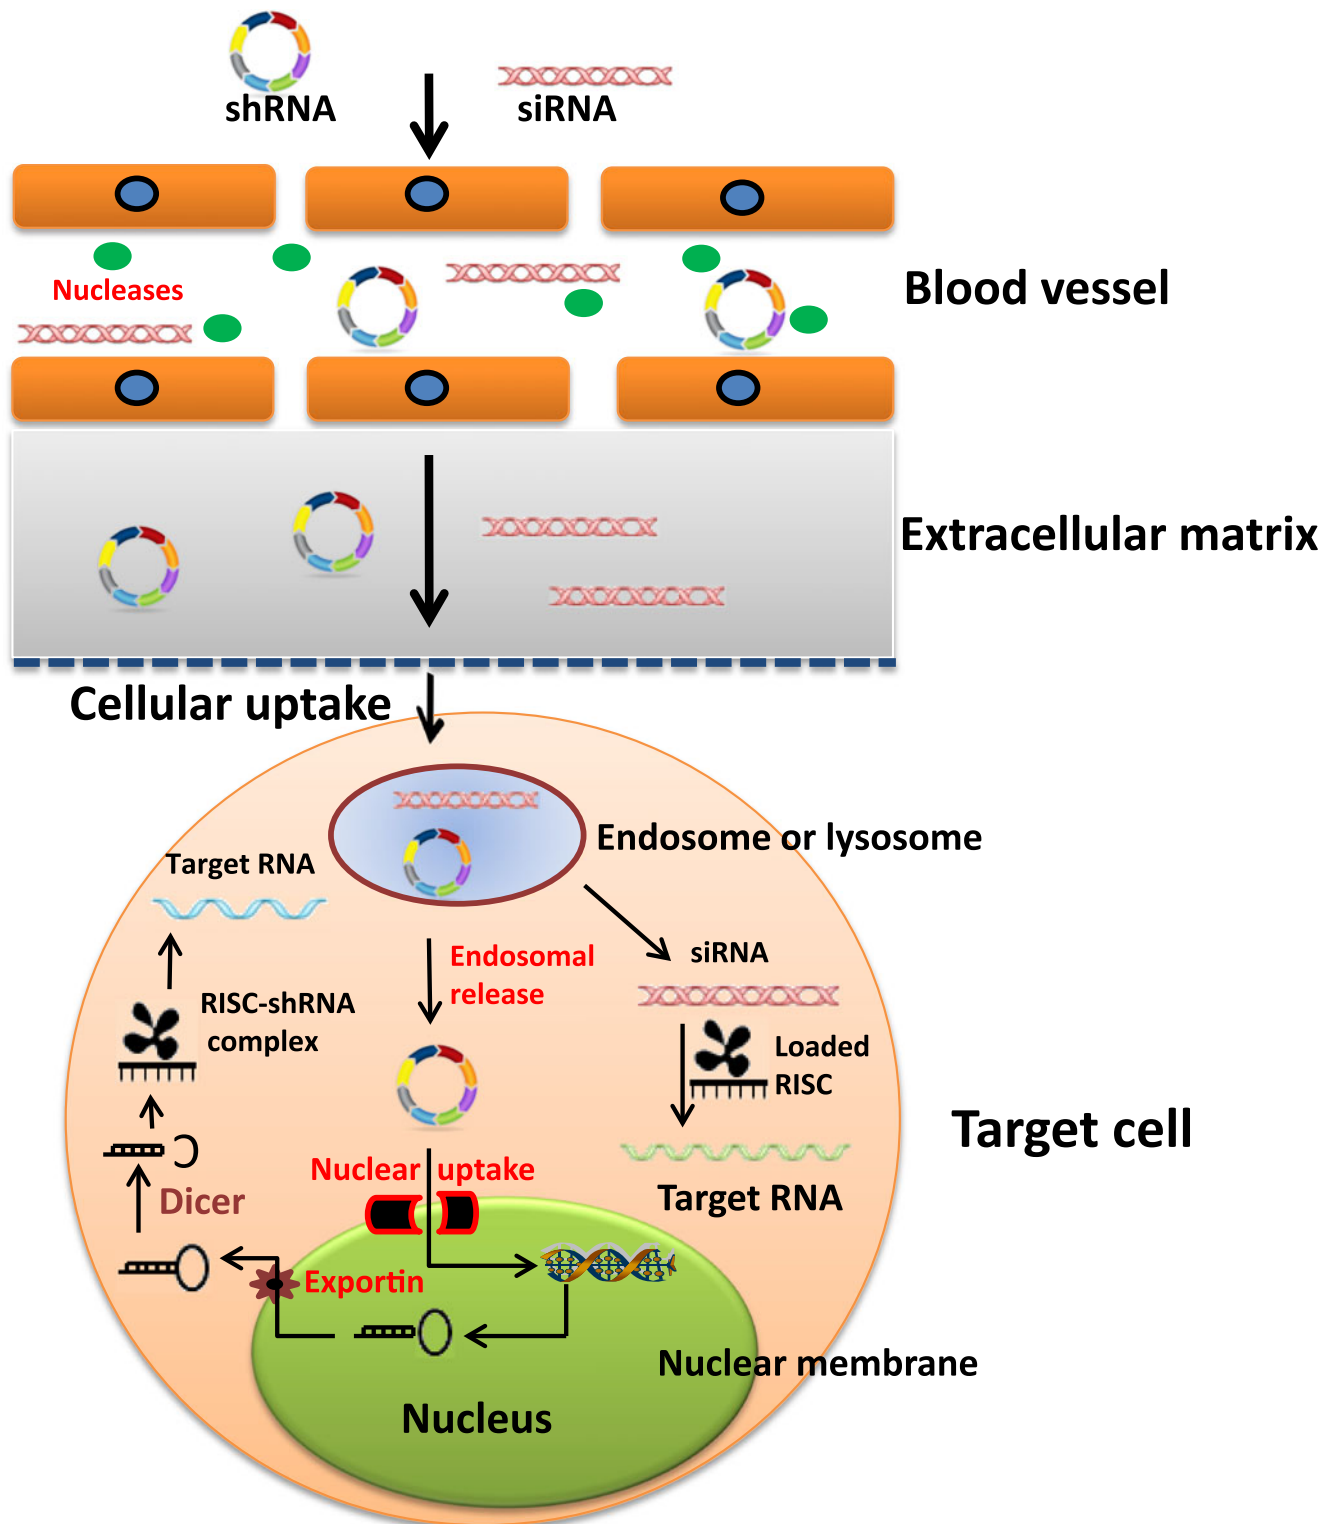 shRNA
siRNA
Nucleases
Blood vessel
Extracellular matrix
Cellular uptake
Endosome or lysosome
Target RNA
Endosomal
release
siRNA
RISC-shRNA
complex
Loaded
RISC
Target cell
Nuclear uptake
Dicer
Target RNA
Exportin
Nuclear membrane
Nucleus